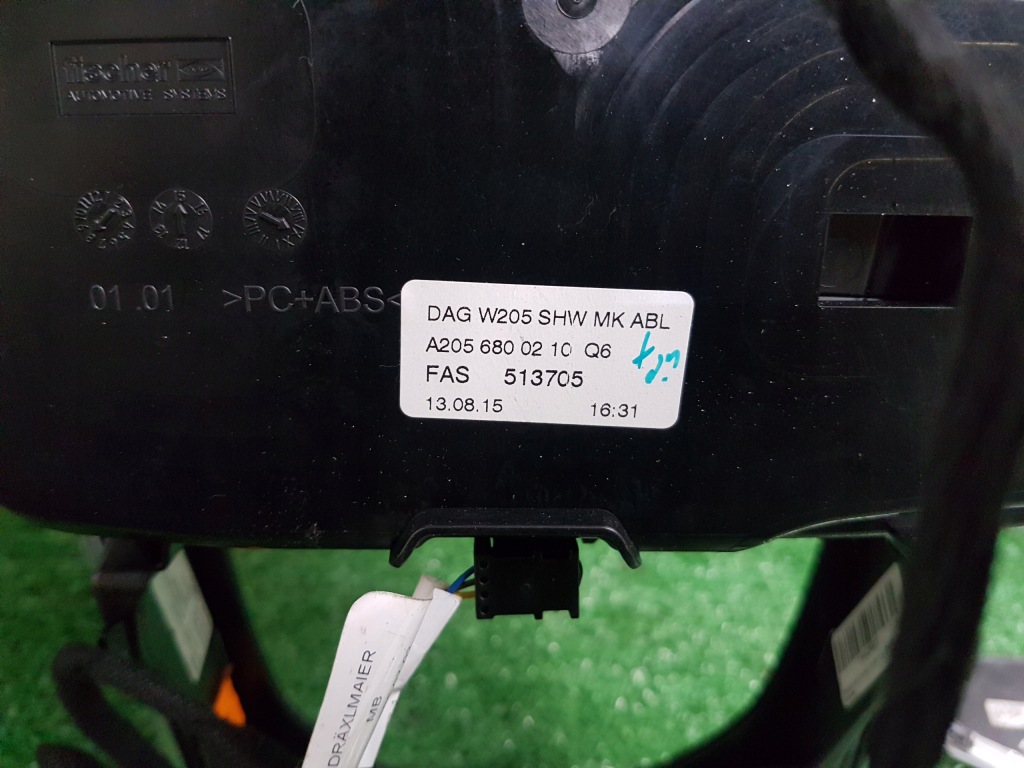 fischer
AUTOMOTIVE SYSTEMS
01.01 >PC+ABS<
DAG W205 SHW MK ABL
A205 680 02 10 Q6
FAS 513705
13.08.15 16:31
DRÄXLMAIER
MB